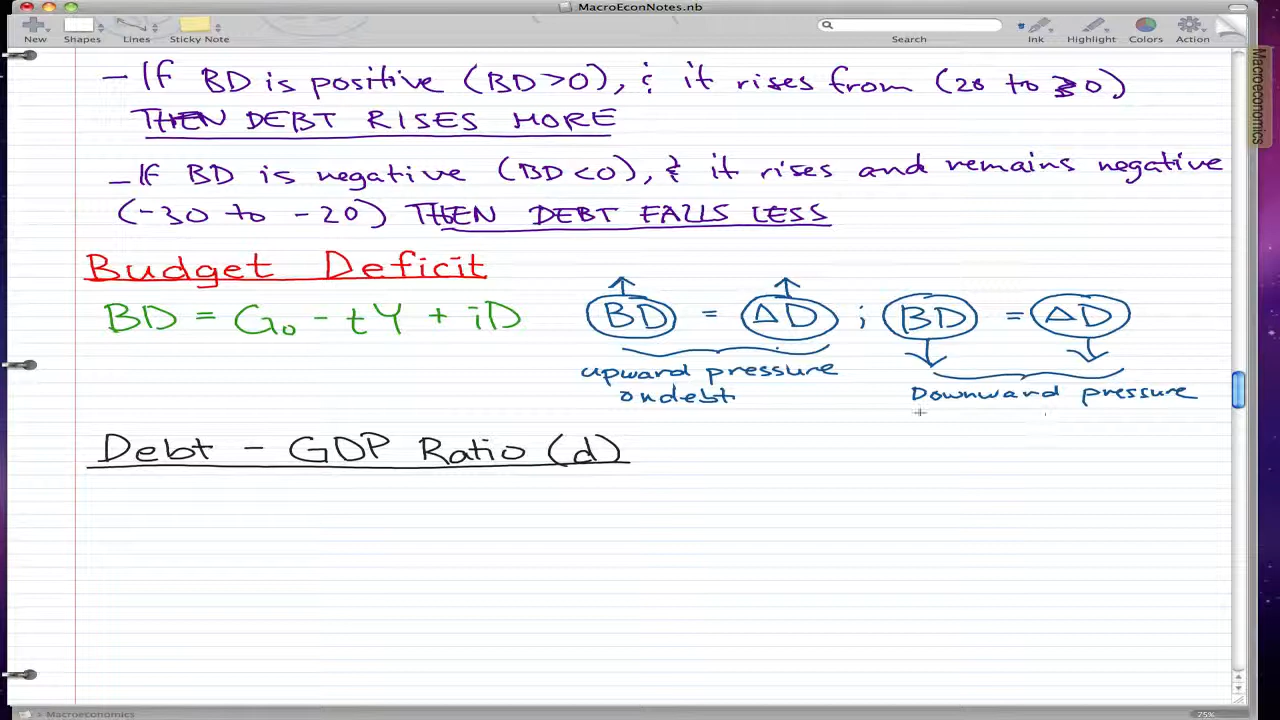 MacroEconNotes.nb
New Shapes Lines Sticky Note Search Ink Highlight Colors Action
Macroeconomics
– If BD is positive (BD>0), & it rises from (20 to 30)
THEN DEBT RISES MORE
– If BD is negative (BD<0), & it rises and remains negative
(-30 to -20) THEN DEBT FALLS LESS
Budget Deficit
BD = G₀ - tY + iD
↑BD = ↑ΔD ; BD↓ = ΔD↓
upward pressure
on debt
Downward pressure
Debt - GDP Ratio (d)
Macroeconomics
75%